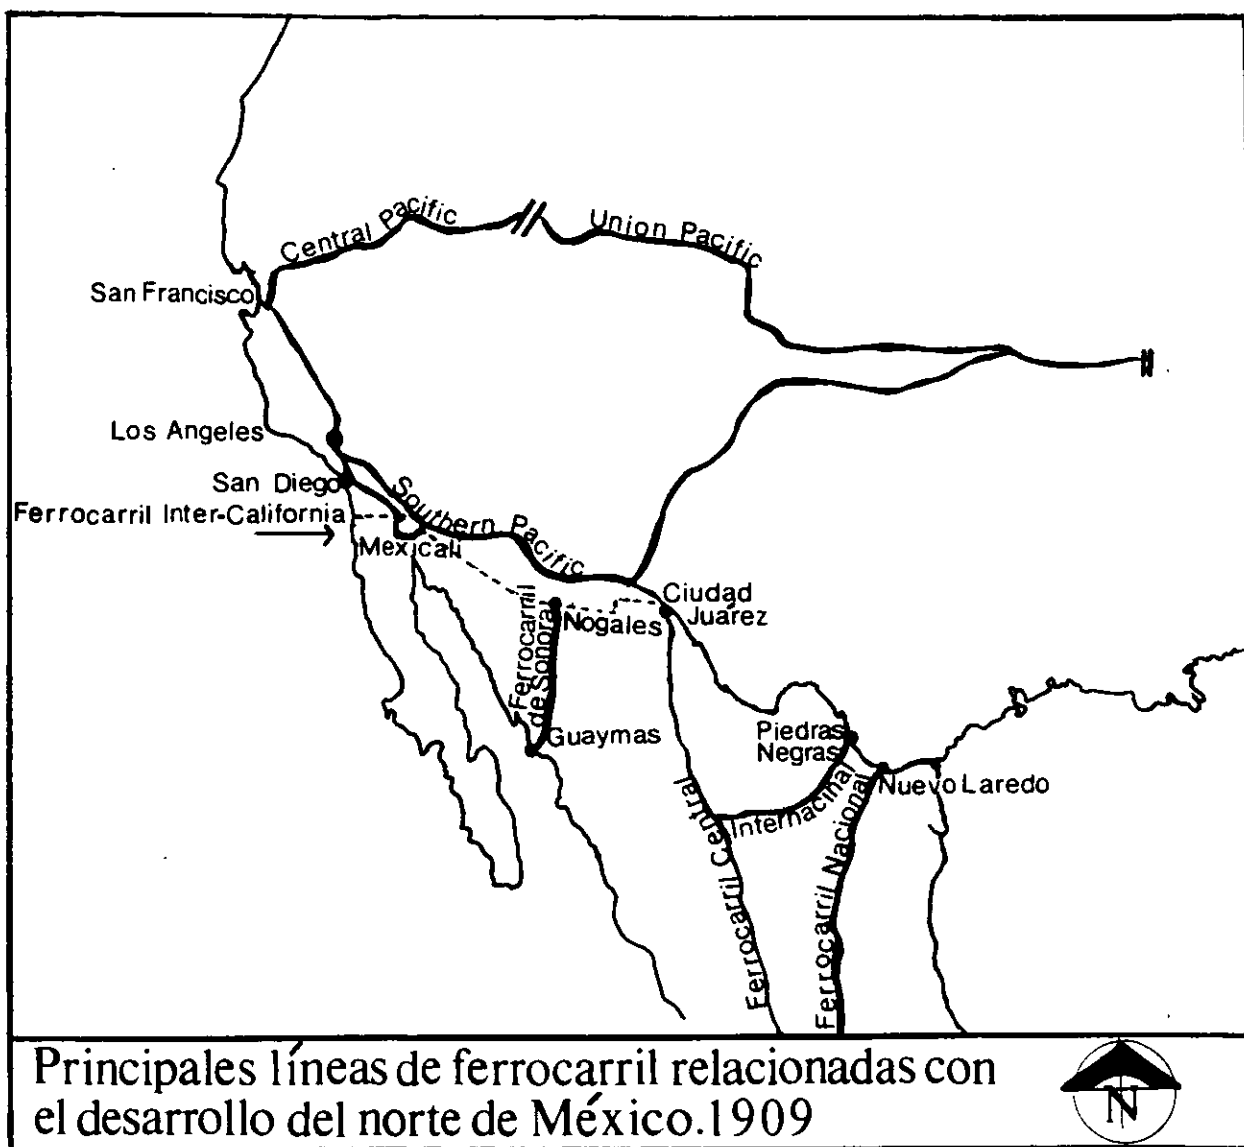 Central Pacific
Union Pacific
San Francisco
Los Angeles
San Diego
Southern Pacific
Ferrocarril Inter-California
Mexicali
Ferrocarril
de Sonora
Nogales
Ciudad
Juárez
Guaymas
Piedras
Negras
Nuevo Laredo
Internacinal
Ferrocarril Central
Ferrocarril Nacional
Principales líneas de ferrocarril relacionadas con
el desarrollo del norte de México.1909
N